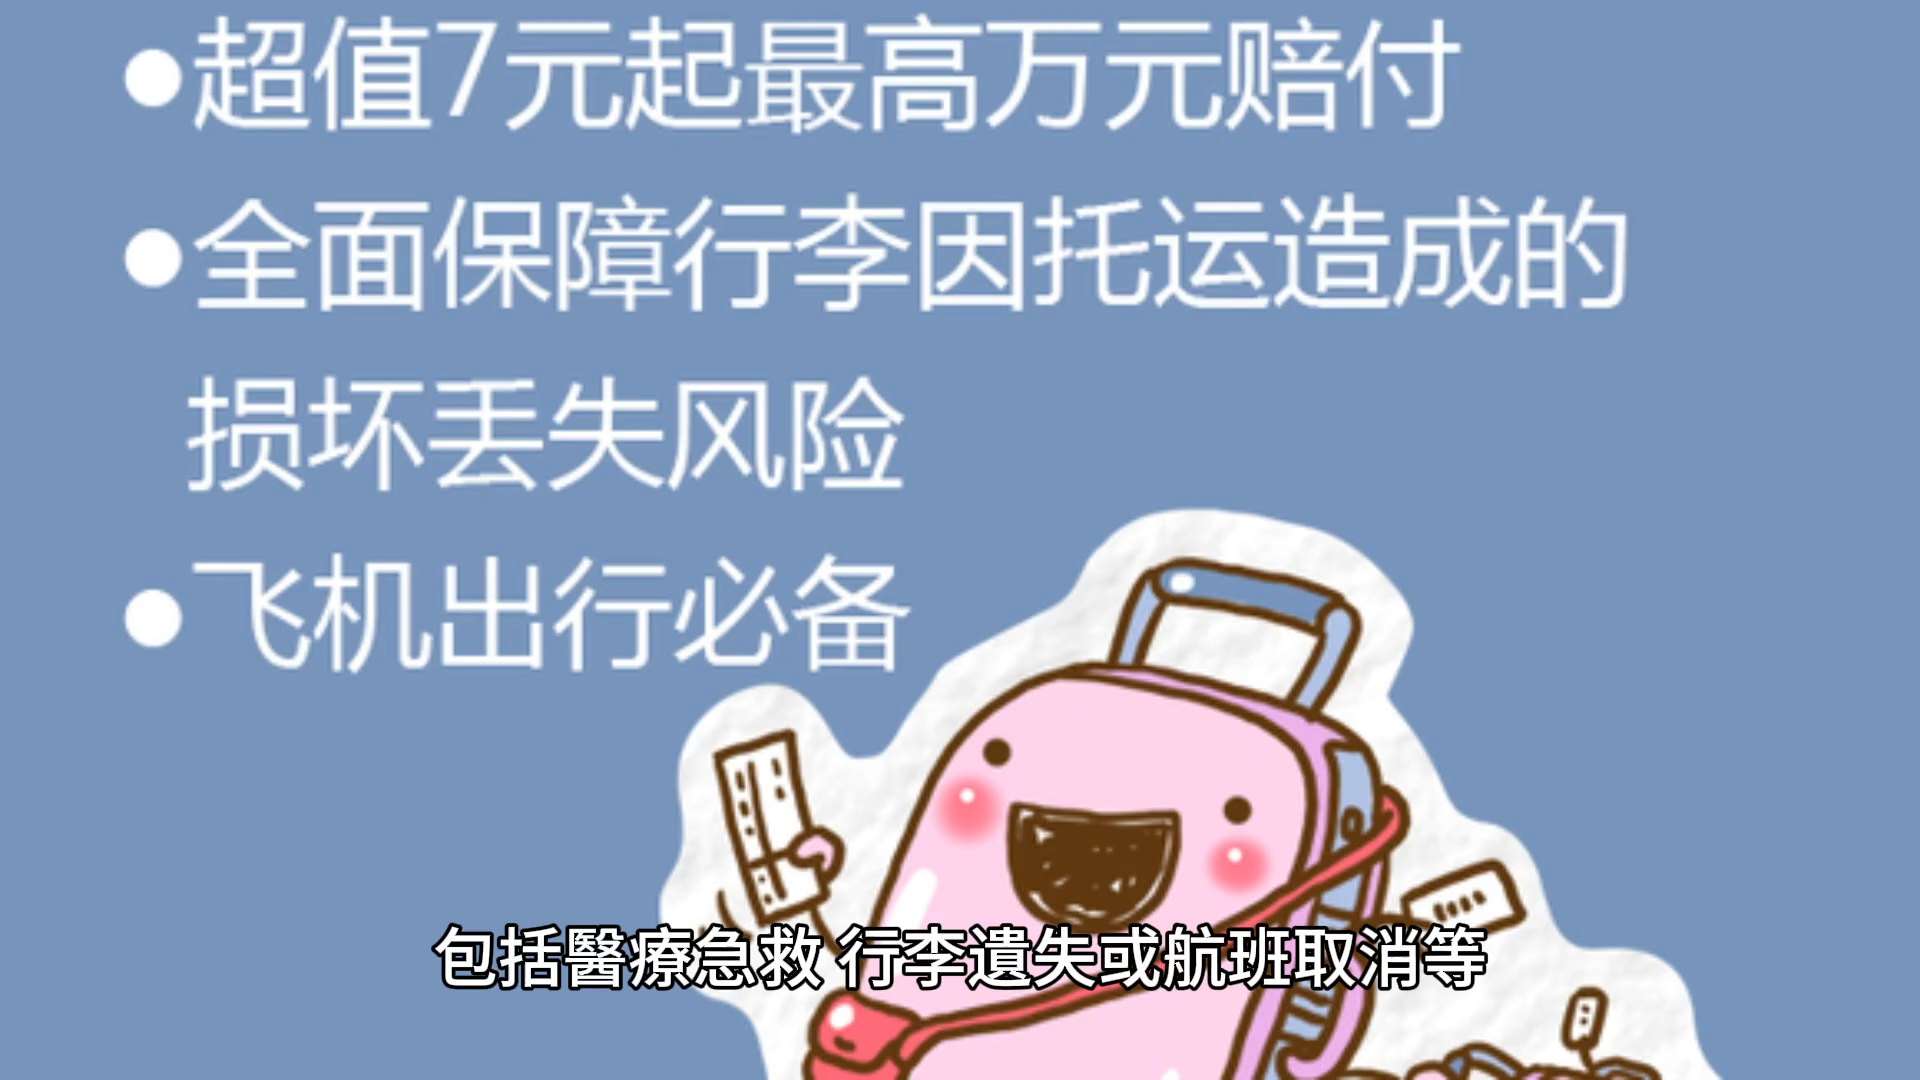 ●超值7元起最高万元赔付
●全面保障行李因托运造成的
损坏丢失风险
●飞机出行必备
包括醫療急救 行李遺失或航班取消等